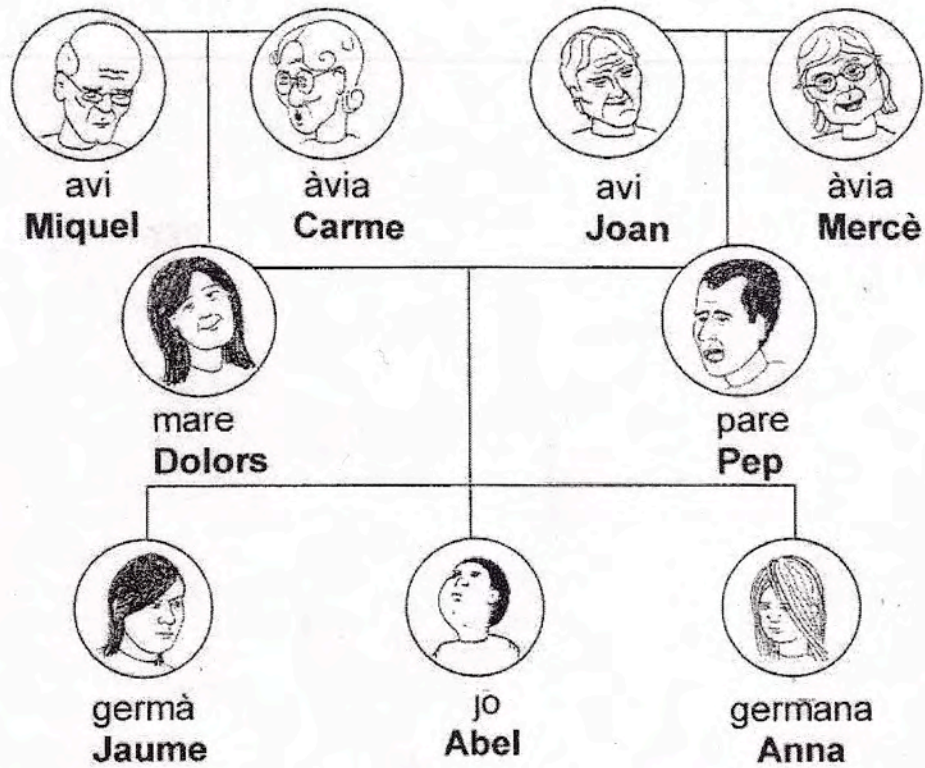 avi
Miquel
àvia
Carme
avi
Joan
àvia
Mercè
mare
Dolors
pare
Pep
germà
Jaume
jo
Abel
germana
Anna